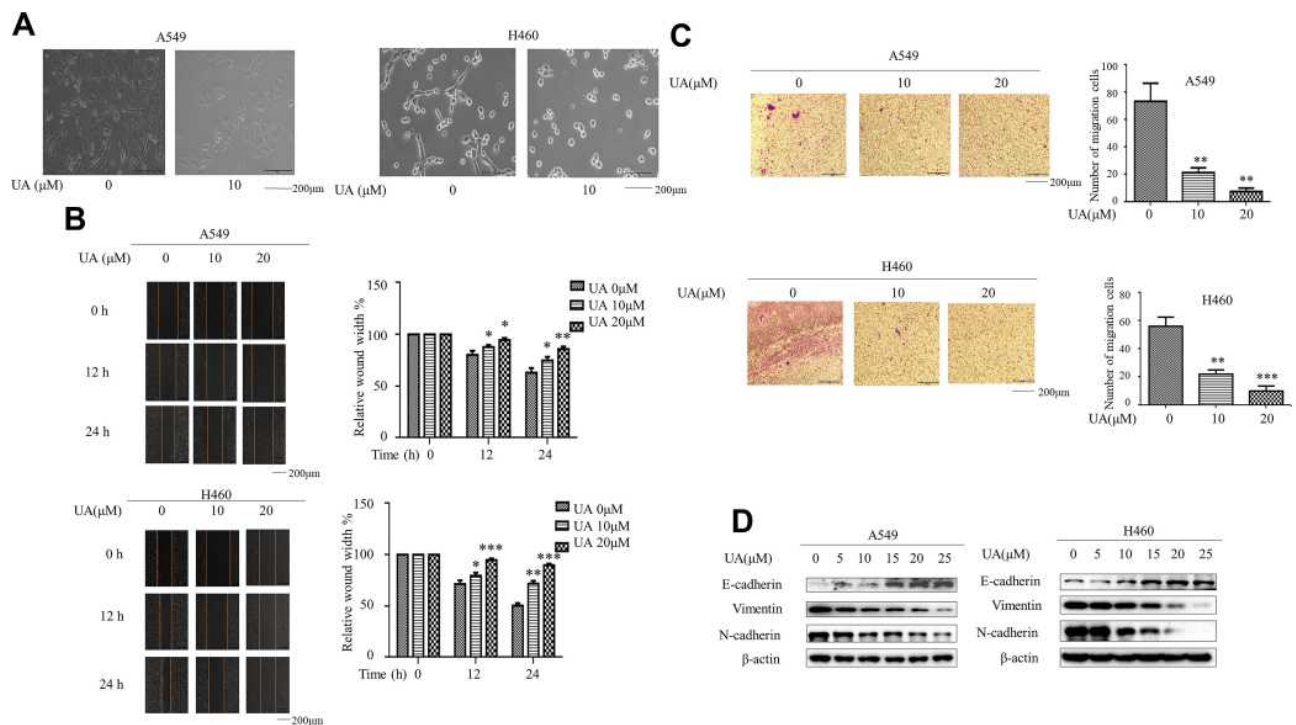 A
A549
H460
UA (μM)
0
10
200μm
UA (μM)
0
10
200μm
B
A549
UA (μM)
0
10
20
0 h
12 h
24 h
200μm
Relative wound width %
150
100
50
0
Time (h)
0
12
24
*
*
*
**
UA 0μM
UA 10μM
UA 20μM
H460
UA(μM)
0
10
20
0 h
12 h
24 h
200μm
Relative wound width %
150
100
50
0
Time (h)
0
12
24
*
***
**
***
UA 0μM
UA 10μM
UA 20μM
C
A549
UA(μM)
0
10
20
200μm
Number of migration cells
100
80
60
40
20
0
A549
**
**
UA(μM)
0
10
20
H460
UA(μM)
0
10
20
200μm
Number of migration cells
80
60
40
20
0
H460
**
***
UA(μM)
0
10
20
D
A549
UA(μM)
0 5 10 15 20 25
E-cadherin
Vimentin
N-cadherin
β-actin
H460
UA(μM)
0 5 10 15 20 25
E-cadherin
Vimentin
N-cadherin
β-actin